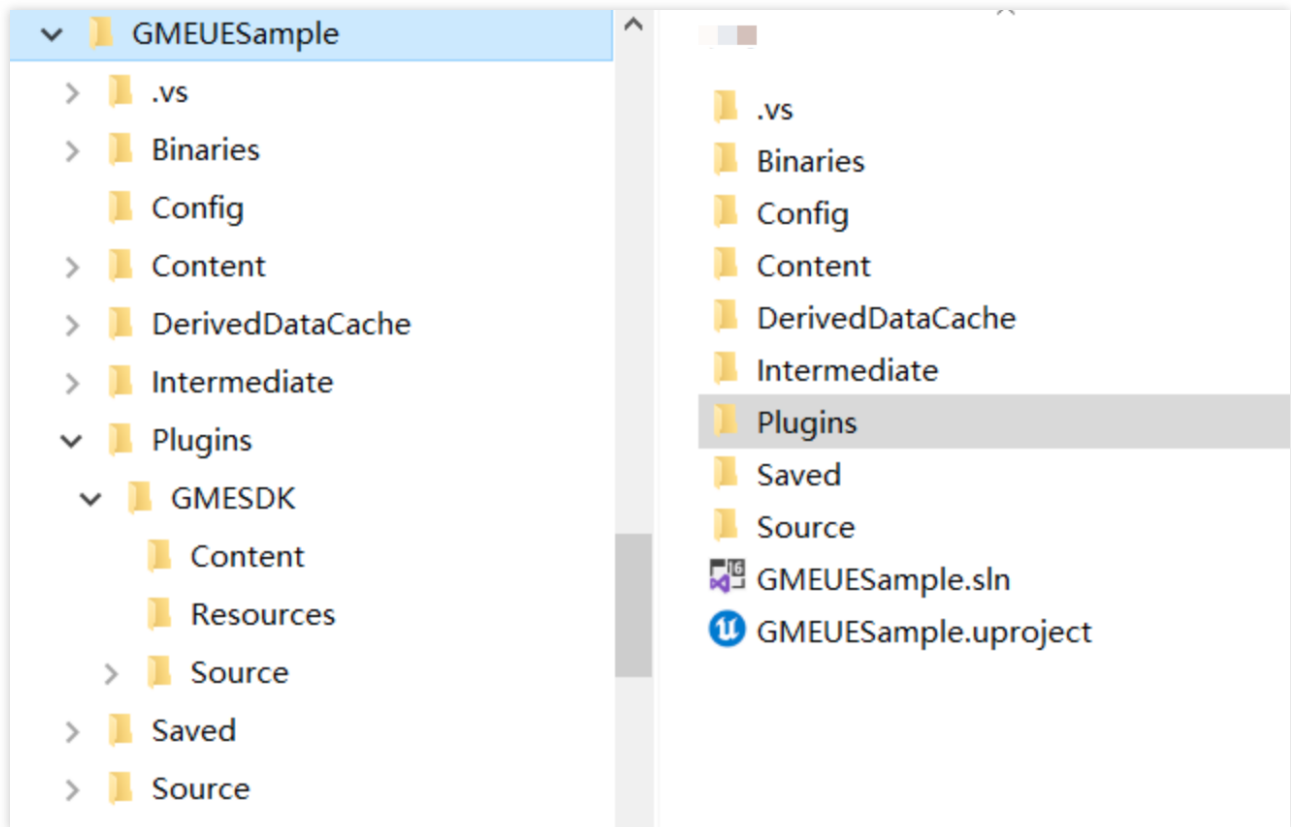 GMEUESample
.vs
Binaries
Config
Content
DerivedDataCache
Intermediate
Plugins
GMESDK
Content
Resources
Source
Saved
Source
.vs
Binaries
Config
Content
DerivedDataCache
Intermediate
Plugins
Saved
Source
16
GMEUESample.sln
GMEUESample.uproject